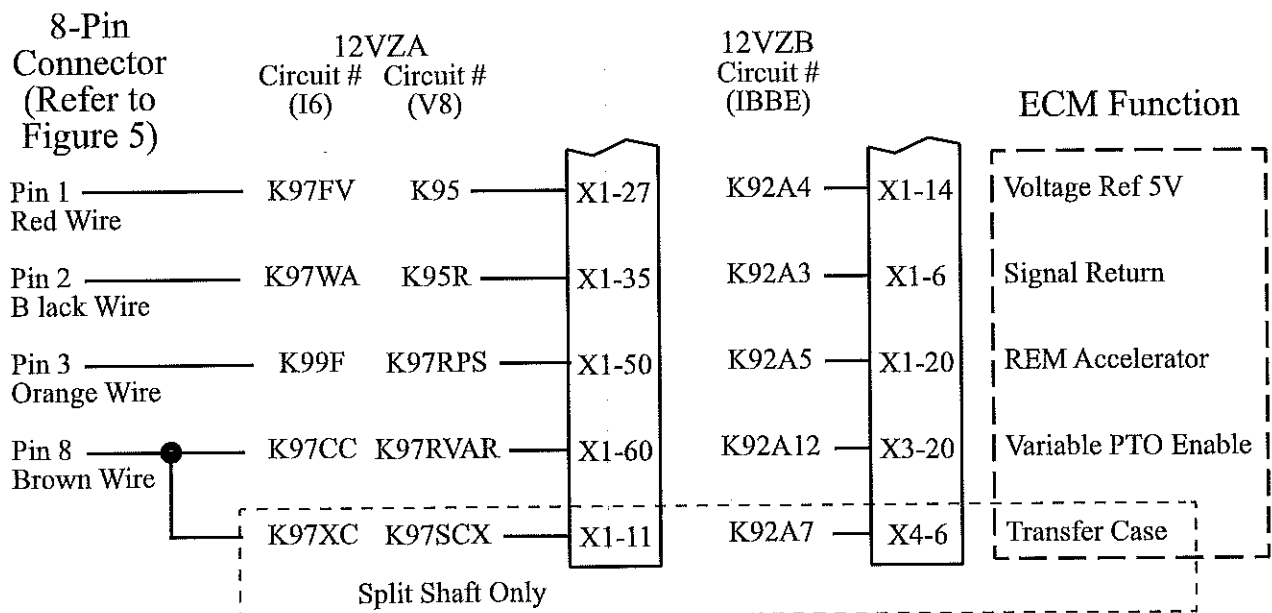 8-Pin
Connector
(Refer to
Figure 5)
12VZA
Circuit # Circuit #
(I6) (V8)
12VZB
Circuit #
(IBBE)
ECM Function
Pin 1 K97FV K95 X1-27 K92A4 X1-14 Voltage Ref 5V
Red Wire
Pin 2 K97WA K95R X1-35 K92A3 X1-6 Signal Return
B lack Wire
Pin 3 K99F K97RPS X1-50 K92A5 X1-20 REM Accelerator
Orange Wire
Pin 8 K97CC K97RVAR X1-60 K92A12 X3-20 Variable PTO Enable
Brown Wire
K97XC K97SCX X1-11 K92A7 X4-6 Transfer Case
Split Shaft Only